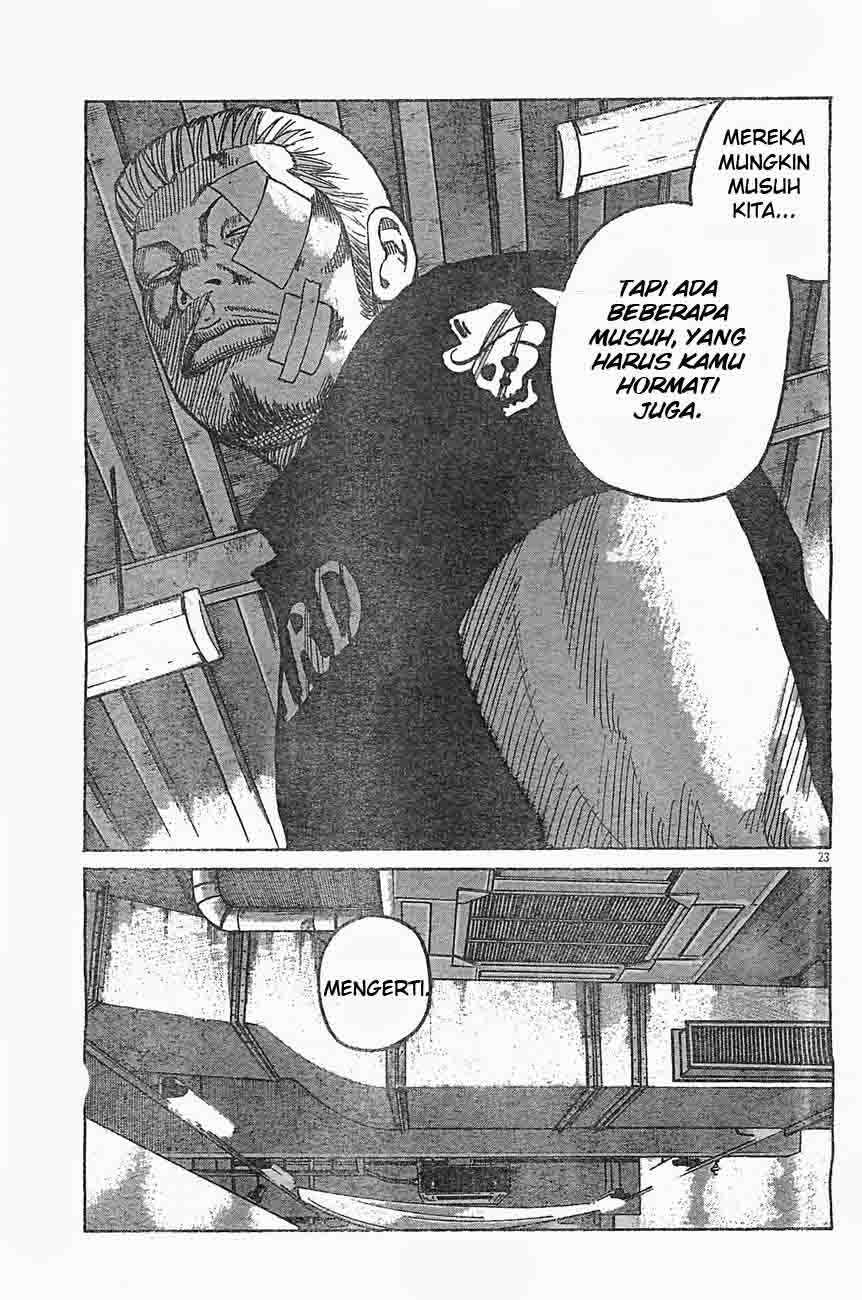 MEREKA
MUNGKIN
MUSUH
KITA...
TAPI ADA
BEBERAPA
MUSUH, YANG
HARUS KAMU
HORMATI
JUGA.
23
MENGERTI.